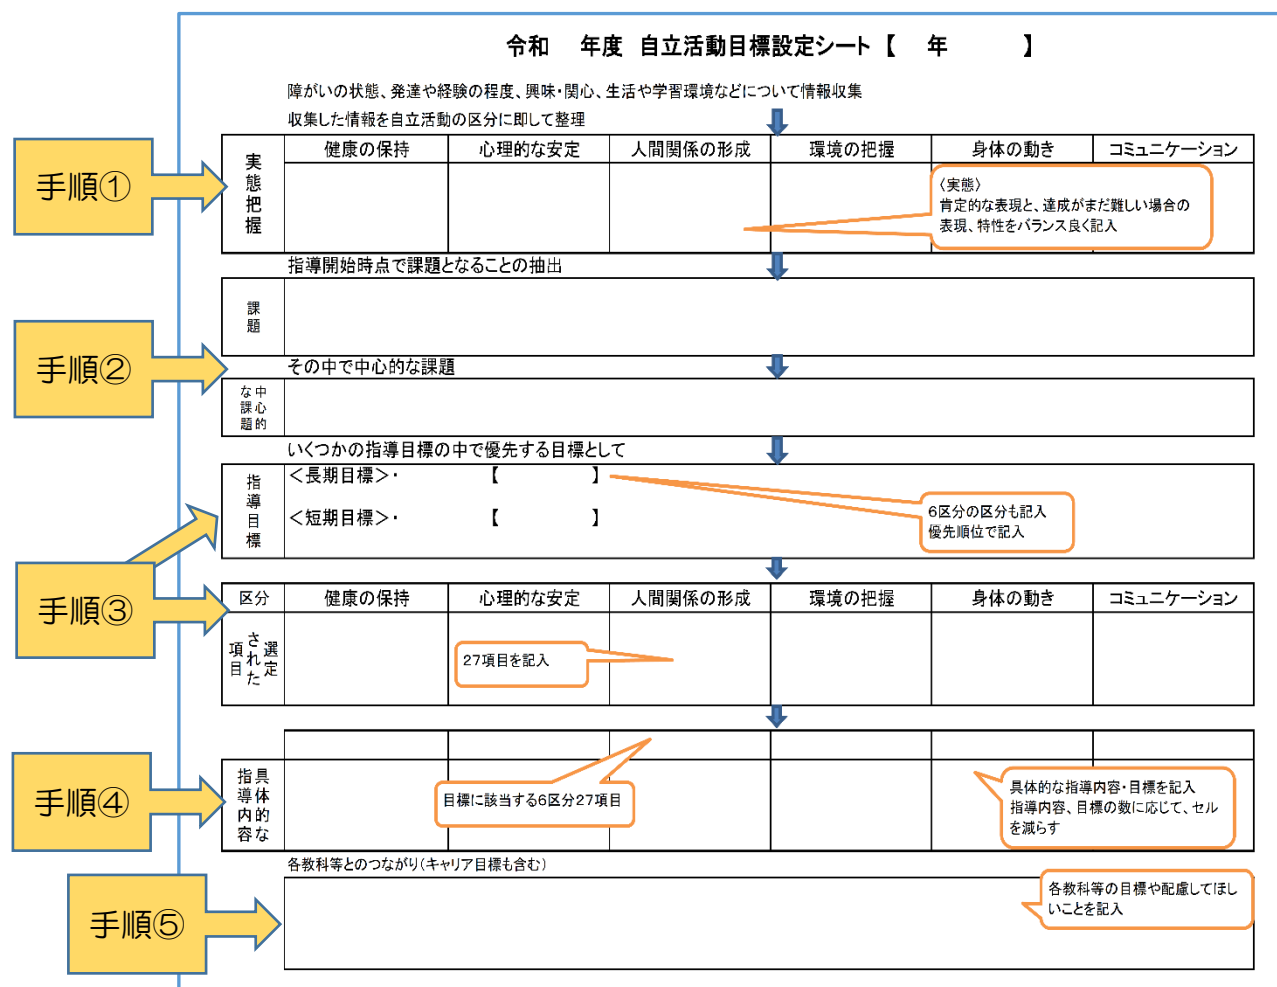 令和　年度　自立活動目標設定シート【　年　　　】
障がいの状態、発達や経験の程度、興味・関心、生活や学習環境などについて情報収集
収集した情報を自立活動の区分に即して整理
手順①
実態把握
健康の保持　心理的な安定　人間関係の形成　環境の把握　身体の動き　コミュニケーション
〈実態〉
肯定的な表現と、達成がまだ難しい場合の
表現、特性をバランス良く記入
指導開始時点で課題となることの抽出
課題
手順②
その中で中心的な課題
中心的な課題
いくつかの指導目標の中で優先する目標として
指導目標
＜長期目標＞・　　　【　　　】
＜短期目標＞・　　　【　　　】
6区分の区分も記入
優先順位で記入
手順③
区分　健康の保持　心理的な安定　人間関係の形成　環境の把握　身体の動き　コミュニケーション
選定された項目
27項目を記入
手順④
具体的な指導内容
目標に該当する6区分27項目
具体的な指導内容・目標を記入
指導内容、目標の数に応じて、セル
を減らす
各教科等とのつながり（キャリア目標も含む）
手順⑤
各教科等の目標や配慮してほし
いことを記入